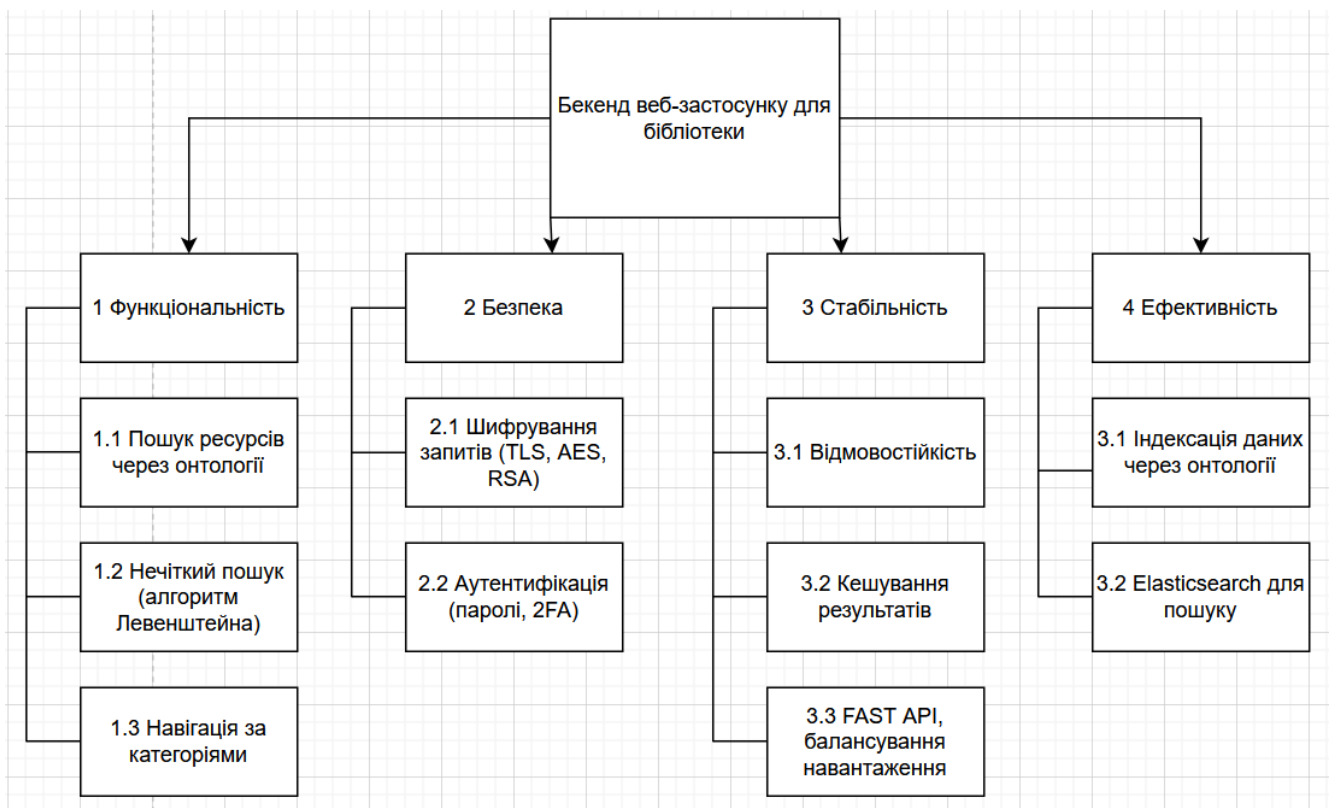 Бекенд веб-застосунку для
бібліотеки
1 Функціональність
2 Безпека
3 Стабільність
4 Ефективність
1.1 Пошук ресурсів
через онтології
2.1 Шифрування
запитів (TLS, AES,
RSA)
3.1 Відмовостійкість
3.1 Індексація даних
через онтології
1.2 Нечіткий пошук
(алгоритм
Левенштейна)
2.2 Аутентифікація
(паролі, 2FA)
3.2 Кешування
результатів
3.2 Elasticsearch для
пошуку
1.3 Навігація за
категоріями
3.3 FAST API,
балансування
навантаження